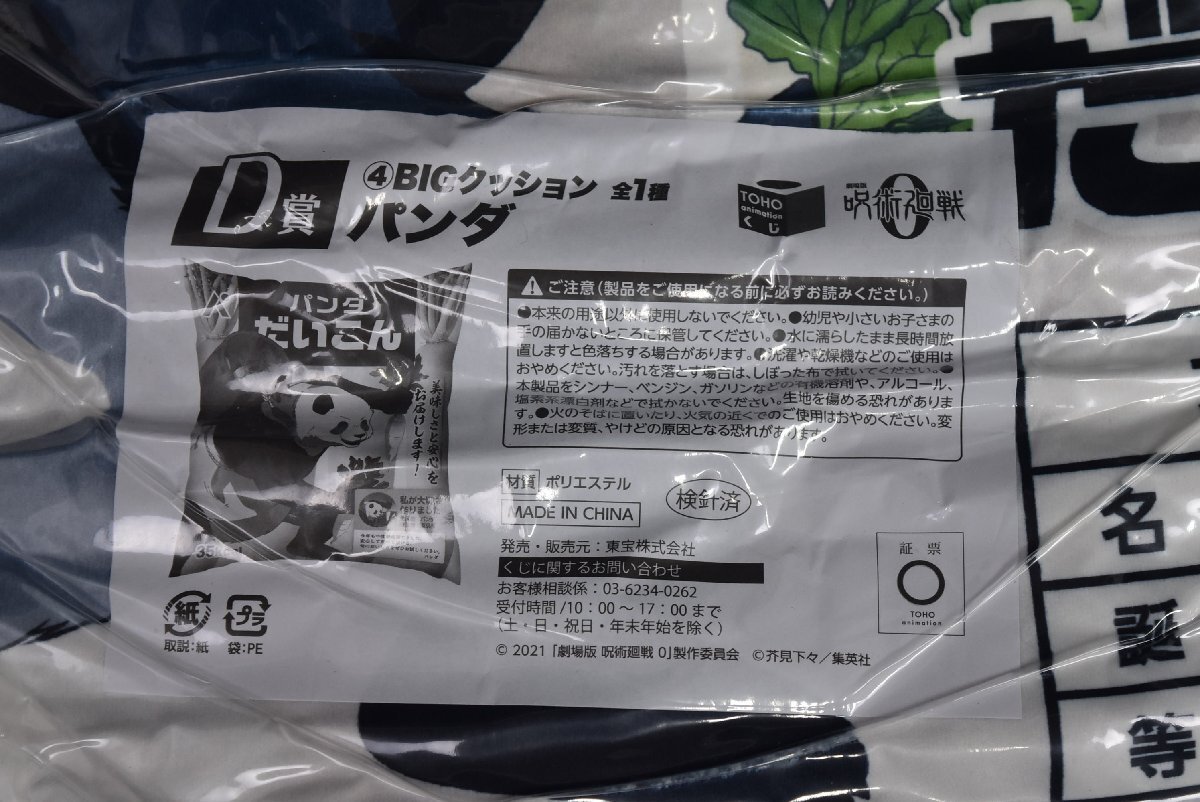 D賞
④BIGクッション 全1種
パンダ
TOHO
animation
くじ
劇場版
呪術廻戦
0
パンダ
だいこん
美味しさと安心を
お届けします！
⚠ご注意(製品をご使用になる前に必ずお読みください。)
●本来の用途以外に使用しないでください。●幼児や小さいお子さまの
手の届かないところに保管してください。●水に濡らしたまま長時間放
置しますと色落ちする場合があります。●洗濯や乾燥機などのご使用は
おやめください。汚れを落とす場合は、しぼった布で拭いてください。●
本製品をシンナー、ベンジン、ガソリンなどの有機溶剤や、アルコール、
塩素系漂白剤などで拭かないでください。生地を傷める恐れがありま
す。●火のそばに置いたり、火気の近くでのご使用はおやめください。変
形または変質、やけどの原因となる恐れがあります。
材質 ポリエステル
MADE IN CHINA
検針済
発売・販売元：東宝株式会社
くじに関するお問い合わせ
お客様相談係：03-6234-0262
受付時間/10：00～17：00まで
(土・日・祝日・年末年始を除く)
© 2021「劇場版 呪術廻戦 0」製作委員会 ©芥見下々／集英社
証票
TOHO
animation
紙
プラ
取説：紙 袋：PE
名
誕
等